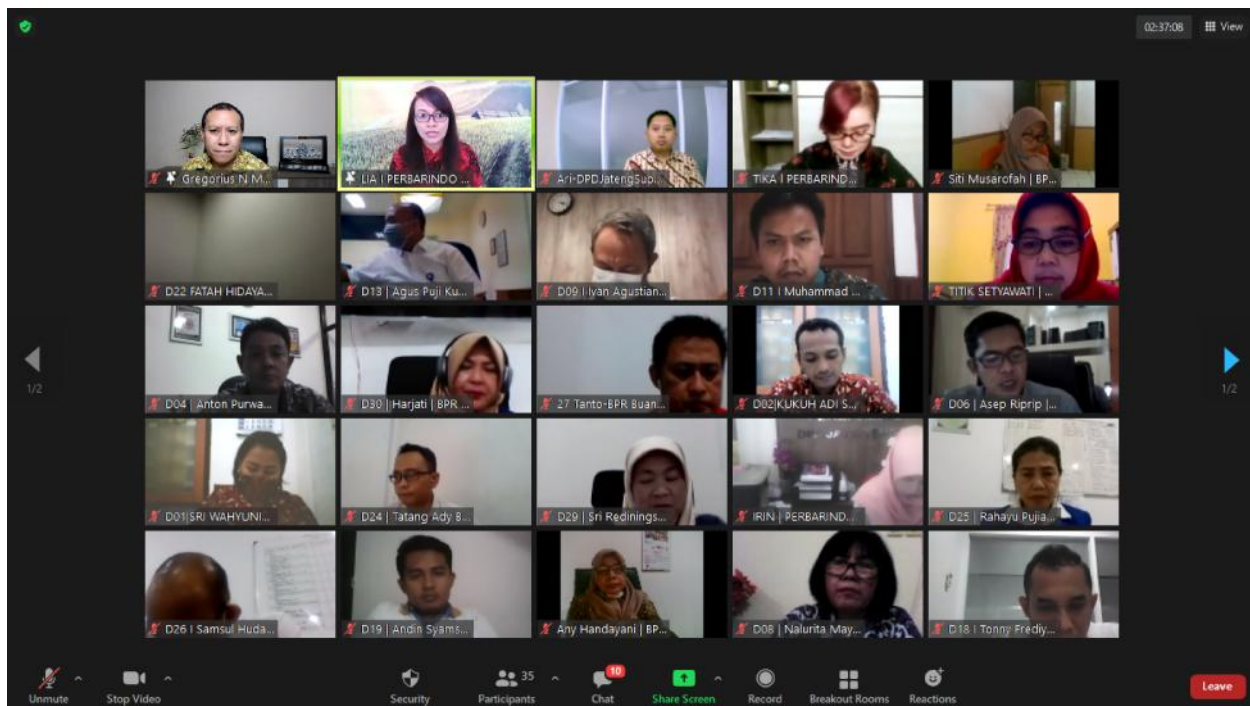 02:37:08 View
Gregorius N M...
LIA I PERBARINDO ...
Ari-DPDJatengSup...
TIKA I PERBARIND...
Siti Musarofah | BP...
D22 FATAH HIDAYA...
D13 | Agus Puji Ku...
D09 I Iyan Agustian...
D11 I Muhammad ...
TITIK SETYAWATI | ...
D04 | Anton Purwa...
D30 | Harjati | BPR ...
27 Tanto-BPR Buan...
D02|KUKUH ADI S...
D06 | Asep Riprip |...
1/2
1/2
D01|SRI WAHYUNI...
D24 | Tatang Ady B...
D29 | Sri Redinings...
IRIN | PERBARIND...
D25 | Rahayu Pujia...
D26 I Samsul Huda...
D19 | Andin Syams...
Any Handayani | BP...
D08 | Nalurita May...
D18 I Tonny Frediy...
35
10
Unmute
Stop Video
Security
Participants
Chat
Share Screen
Record
Breakout Rooms
Reactions
Leave